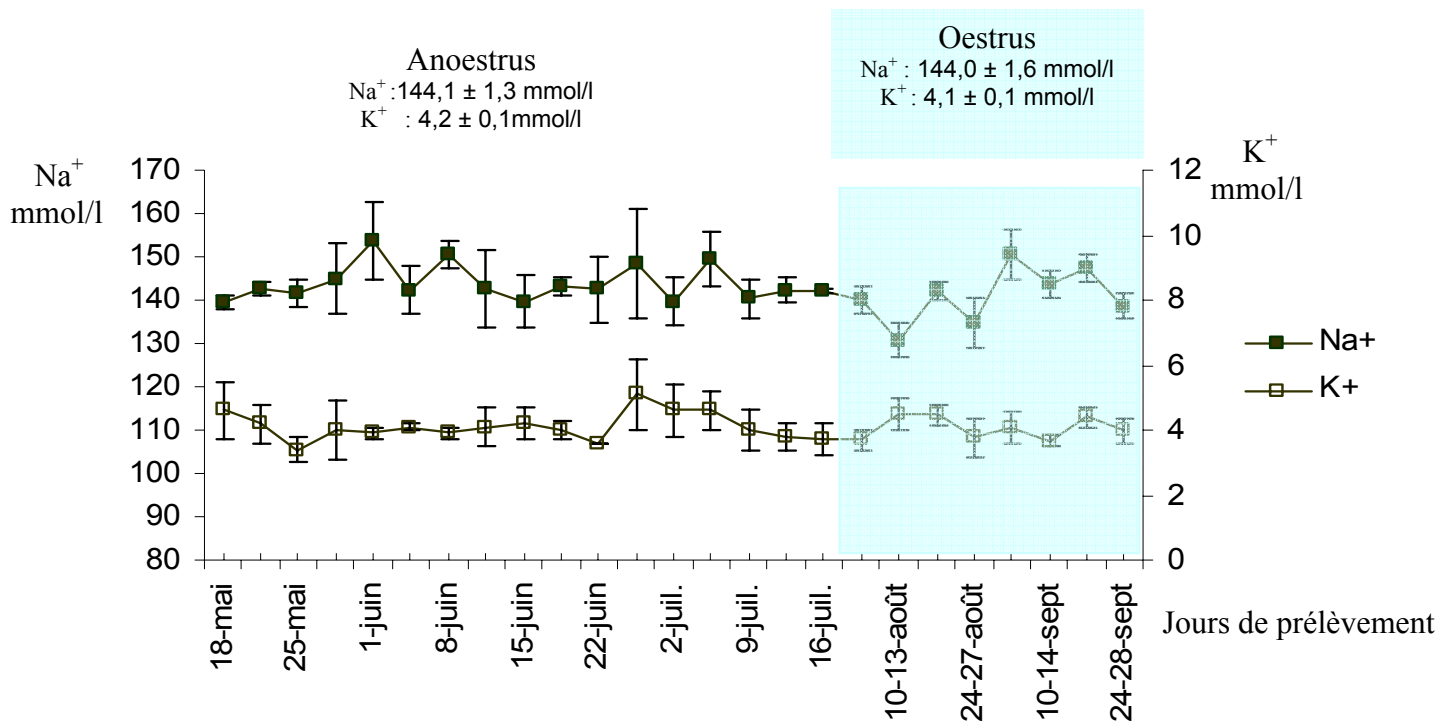 Anoestrus
Na+ :144,1 ± 1,3 mmol/l
K+ : 4,2 ± 0,1mmol/l
Oestrus
Na+ : 144,0 ± 1,6 mmol/l
K+ : 4,1 ± 0,1 mmol/l
Na+
mmol/l
K+
mmol/l
170
160
150
140
130
120
110
100
90
80
12
10
8
6
4
2
0
Na+
K+
18-mai
25-mai
1-juin
8-juin
15-juin
22-juin
2-juil.
9-juil.
16-juil.
10-13-août
24-27-août
10-14-sept
24-28-sept
Jours de prélèvement